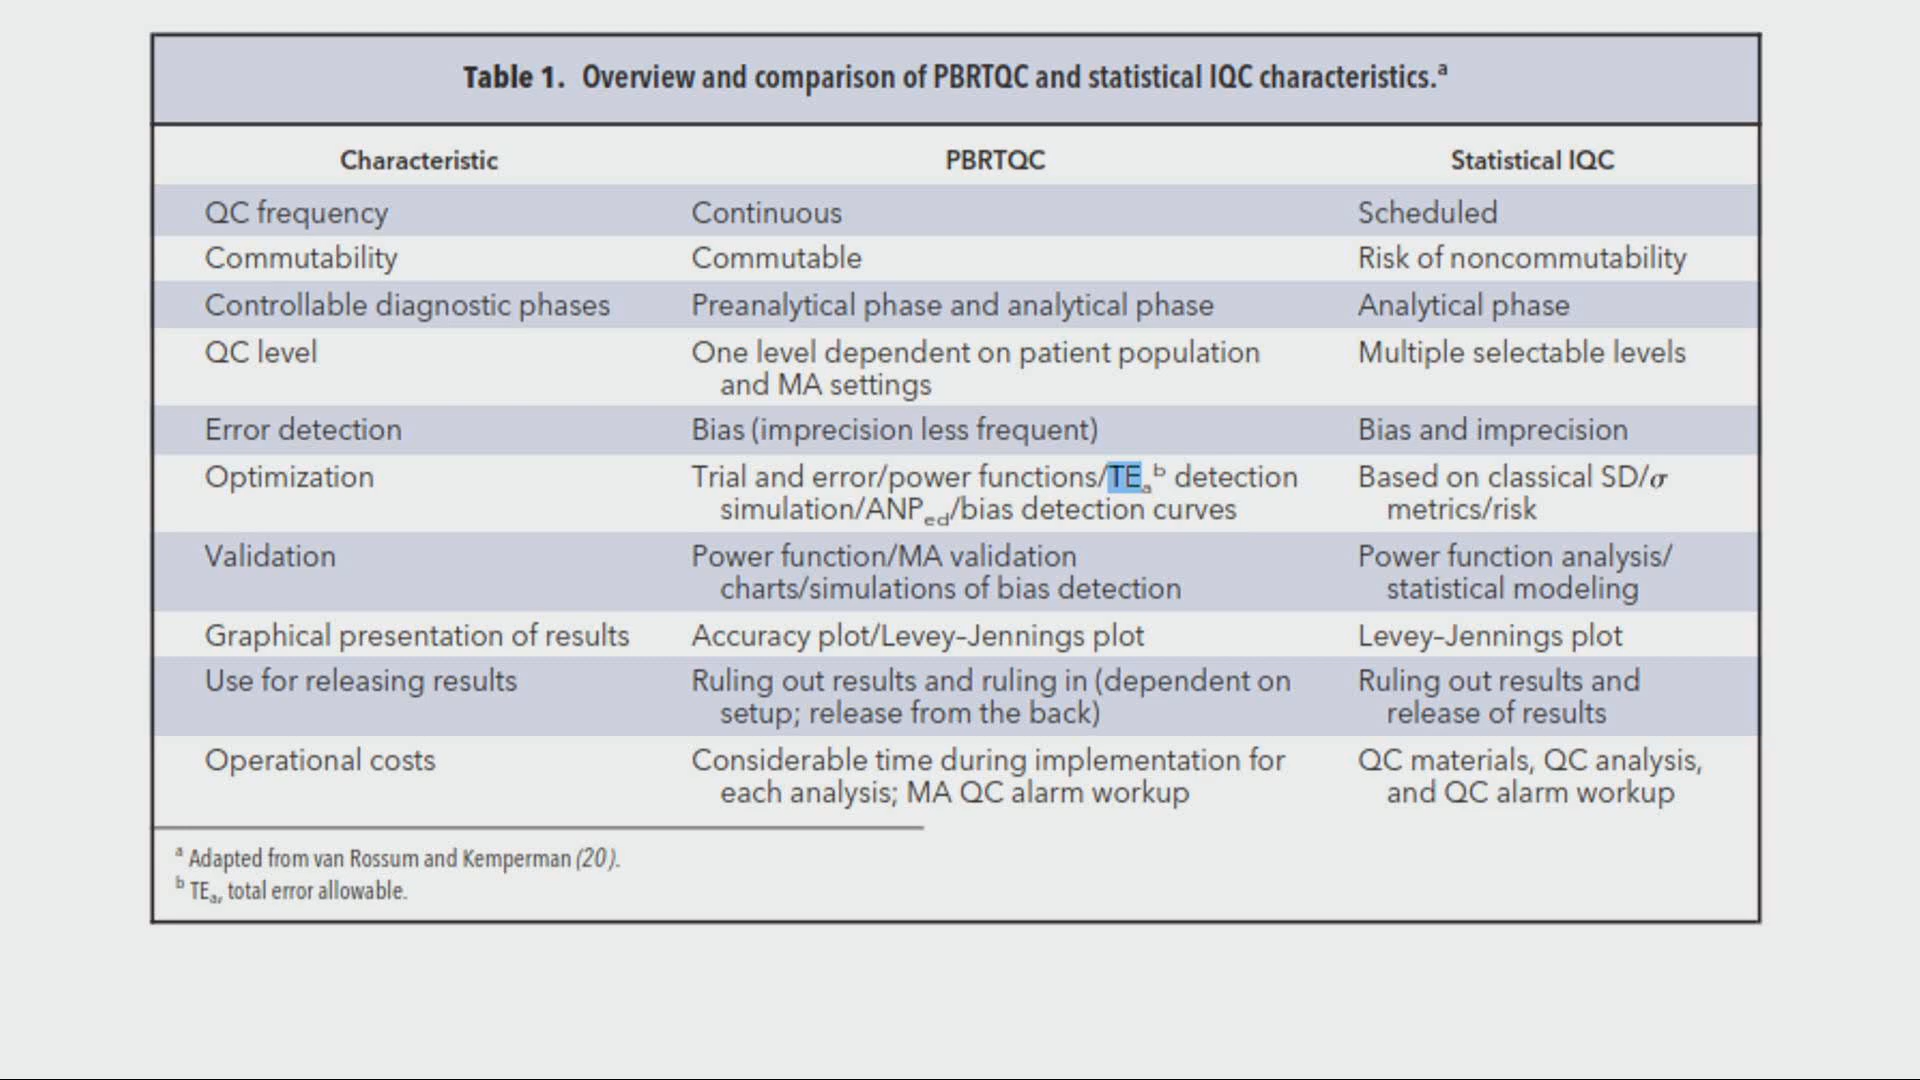 Table 1. Overview and comparison of PBRTQC and statistical IQC characteristics.ᵃ
Characteristic PBRTQC Statistical IQC
QC frequency Continuous Scheduled
Commutability Commutable Risk of noncommutability
Controllable diagnostic phases Preanalytical phase and analytical phase Analytical phase
QC level One level dependent on patient population Multiple selectable levels
and MA settings
Error detection Bias (imprecision less frequent) Bias and imprecision
Optimization Trial and error/power functions/TEₐᵇ detection Based on classical SD/σ
simulation/ANPed/bias detection curves metrics/risk
Validation Power function/MA validation Power function analysis/
charts/simulations of bias detection statistical modeling
Graphical presentation of results Accuracy plot/Levey–Jennings plot Levey–Jennings plot
Use for releasing results Ruling out results and ruling in (dependent on Ruling out results and
setup; release from the back) release of results
Operational costs Considerable time during implementation for QC materials, QC analysis,
each analysis; MA QC alarm workup and QC alarm workup
ᵃ Adapted from van Rossum and Kemperman (20).
ᵇ TEₐ, total error allowable.